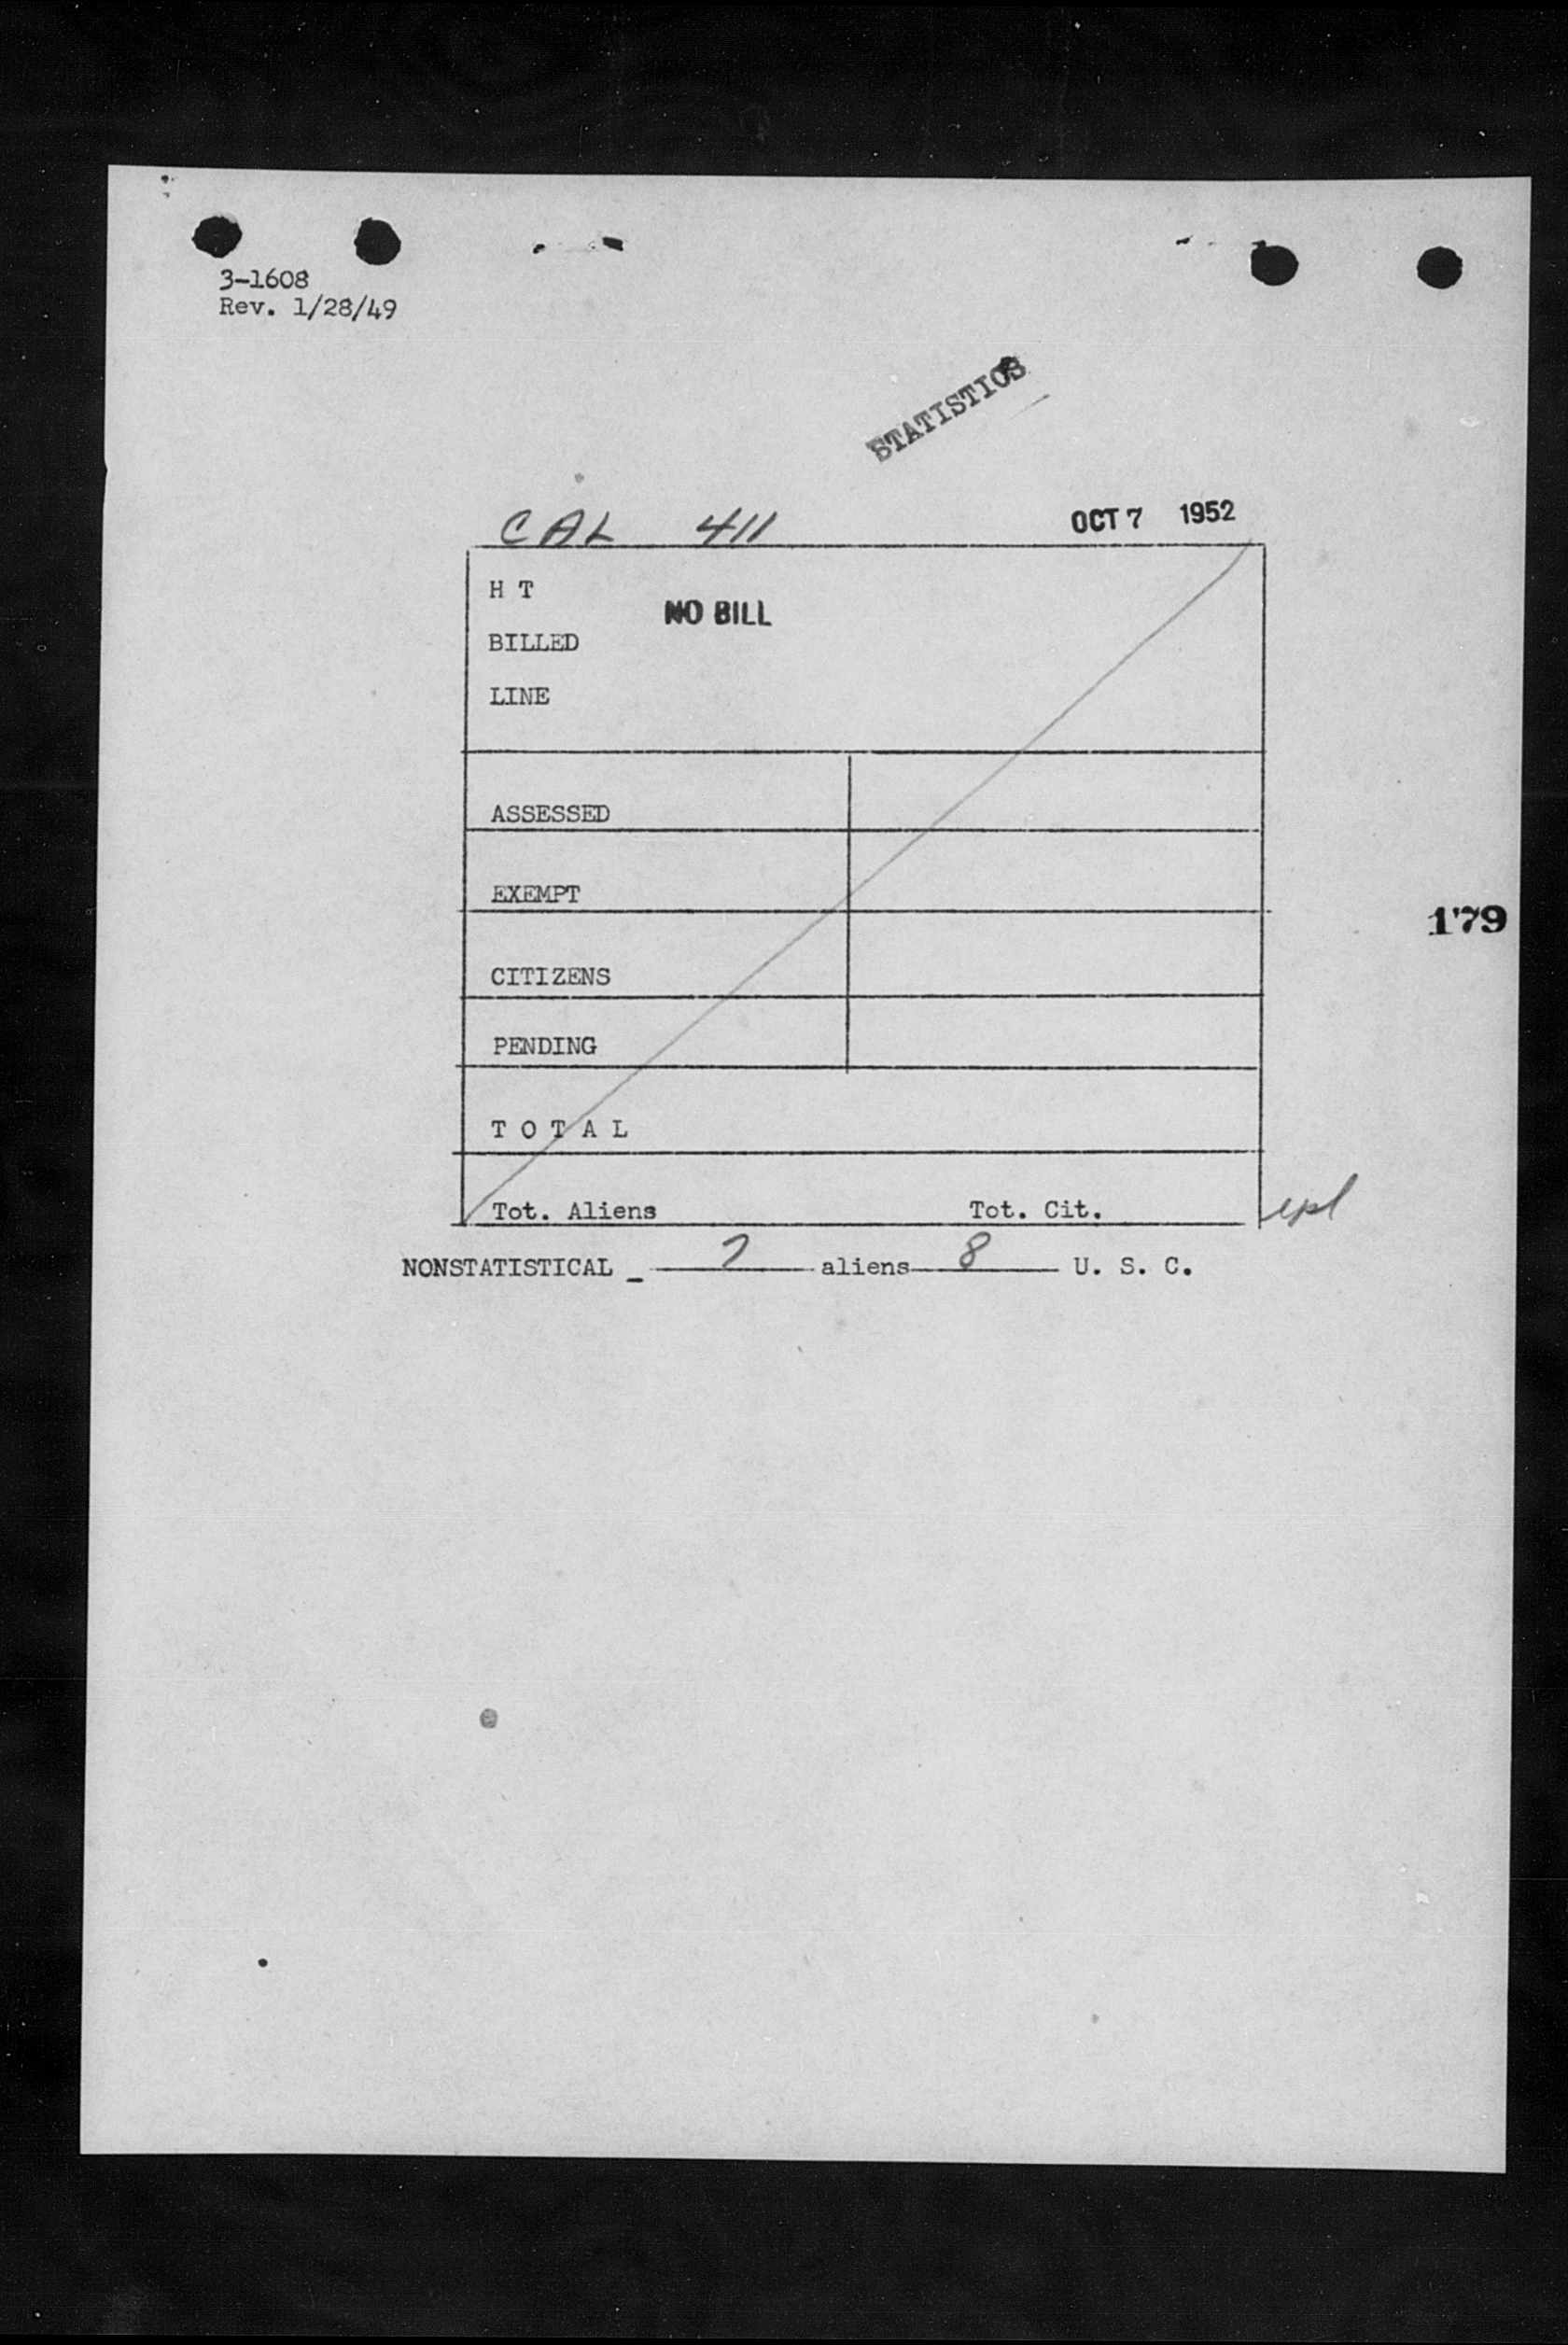 3-1608
Rev. 1/28/49
STATISTICS
CAL 411 OCT 7 1952
H T
NO BILL
BILLED
LINE
ASSESSED
EXEMPT
179
CITIZENS
PENDING
T O T A L
Tot. Aliens Tot. Cit.
NONSTATISTICAL _ 7 aliens 8 U. S. C.